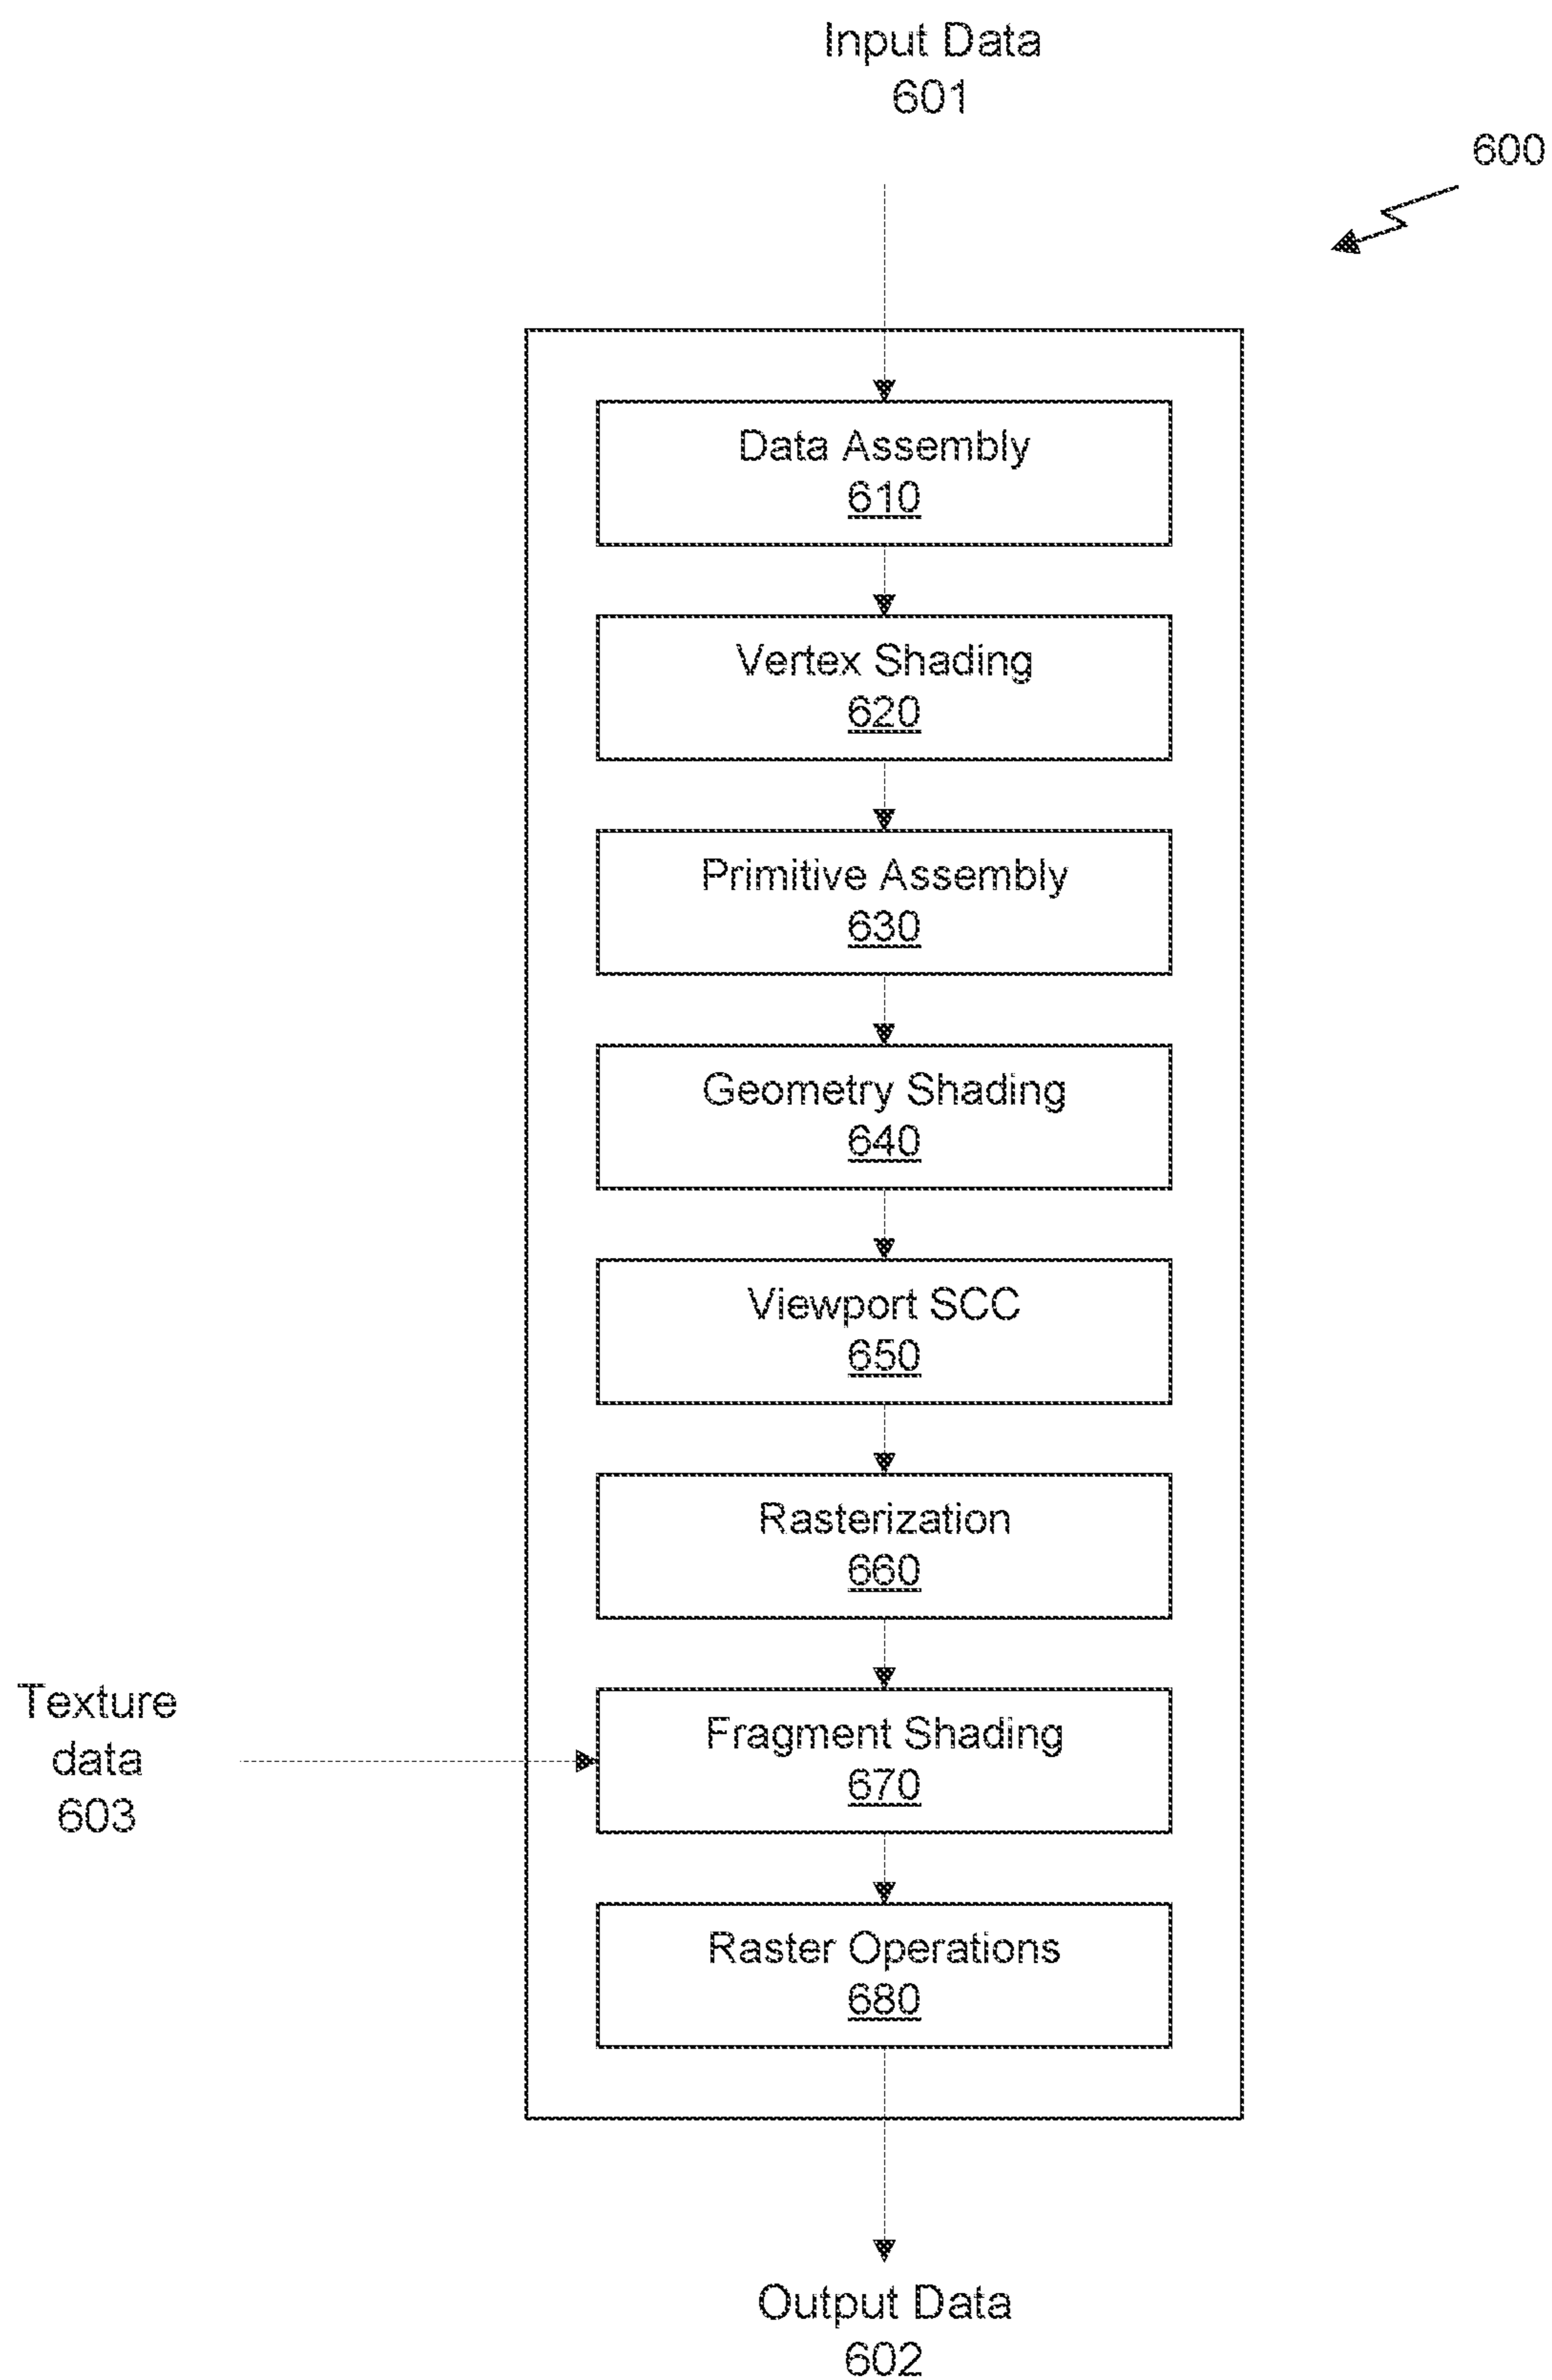 Input Data
601
600
Data Assembly
610
Vertex Shading
620
Primitive Assembly
630
Geometry Shading
640
Viewport SCC
650
Rasterization
660
Texture
data
603
Fragment Shading
670
Raster Operations
680
Output Data
602